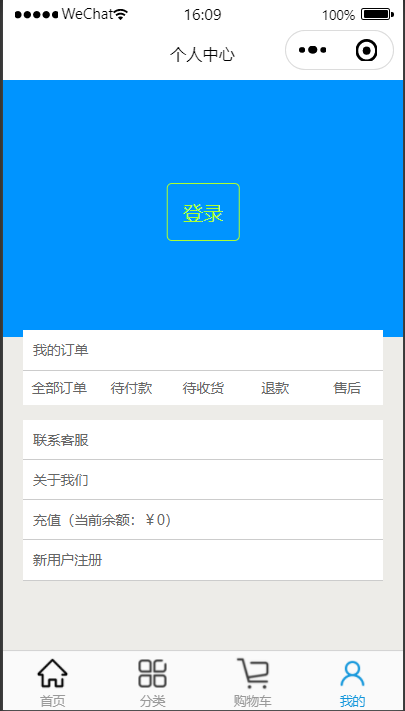 WeChat 16:09 100%
个人中心
登录
我的订单
全部订单 待付款 待收货 退款 售后
联系客服
关于我们
充值（当前余额：￥0）
新用户注册
首页 分类 购物车 我的